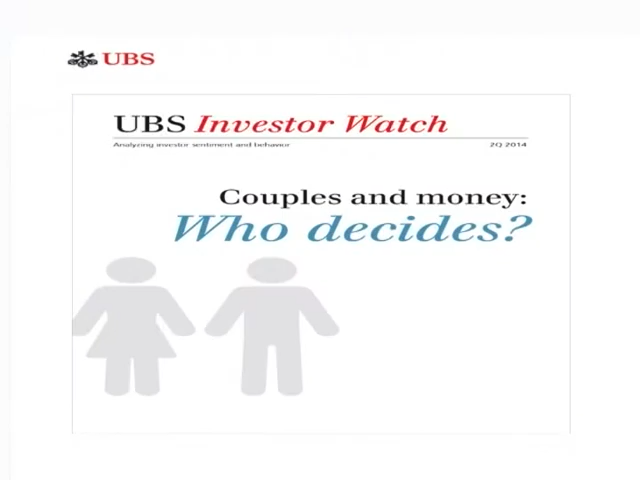 UBS
UBS Investor Watch
Analyzing investor sentiment and behavior 2Q 2014
Couples and money:
Who decides?